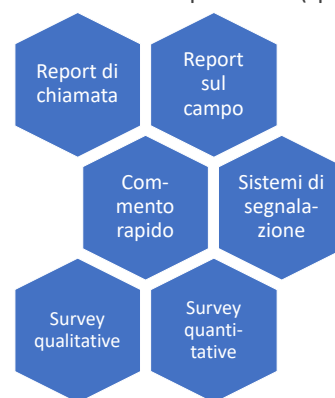 Report di
chiamata
Report
sul
campo
Com-
mento
rapido
Sistemi di
segnala-
zione
Survey
qualitative
Survey
quanti-
tative